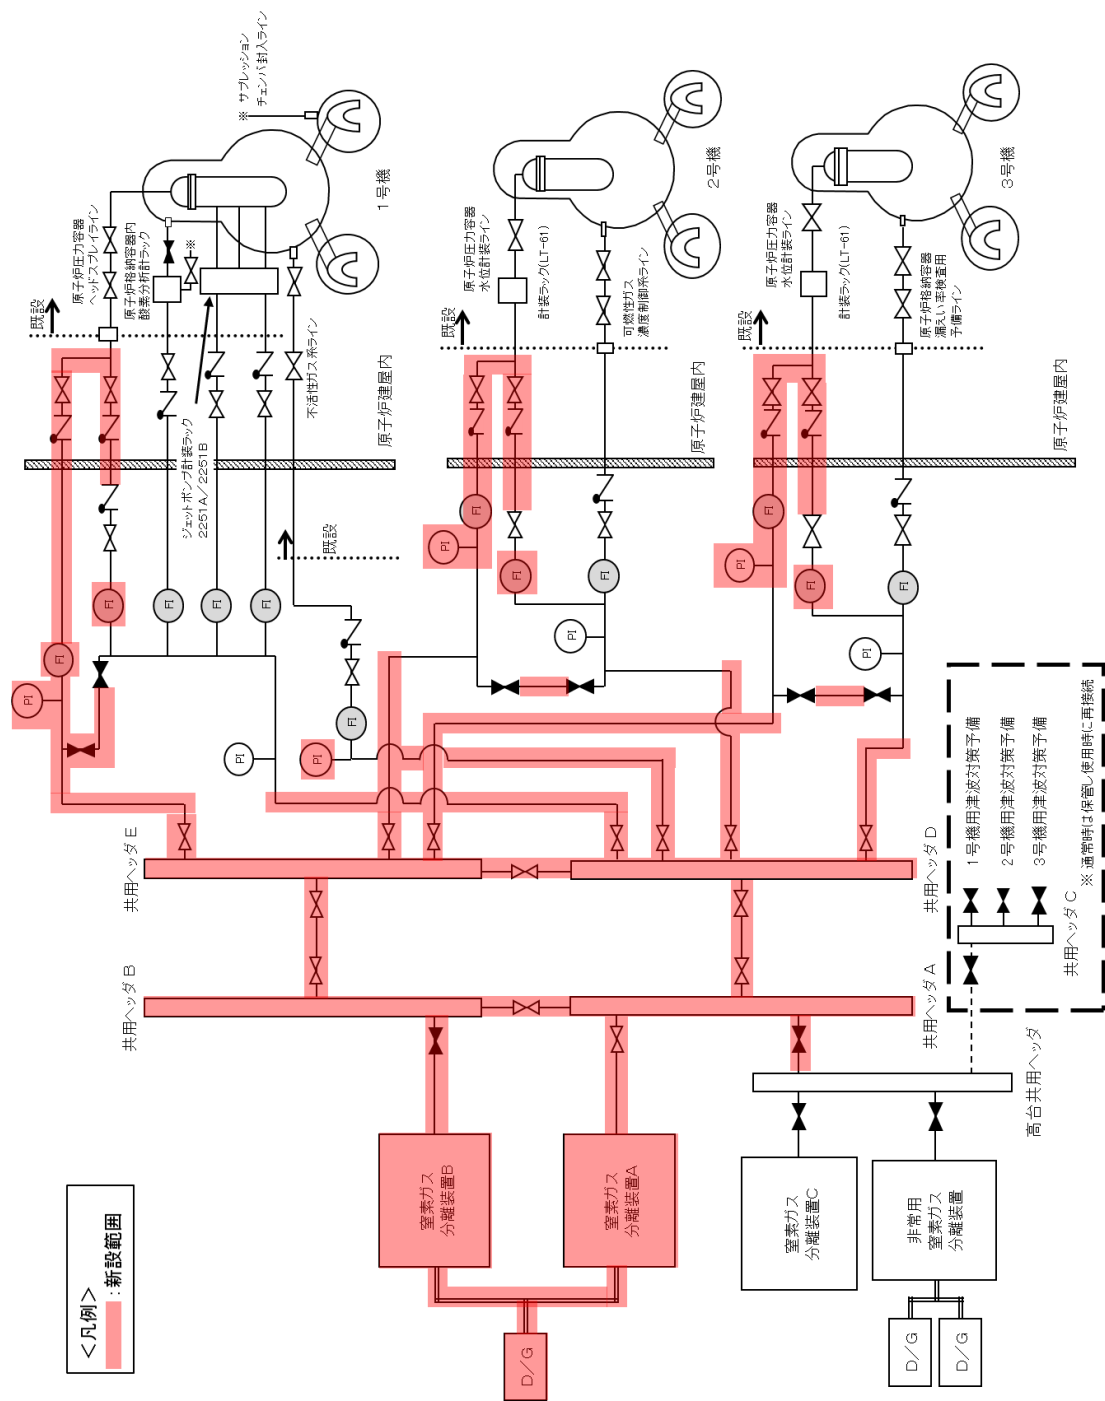 ※ サプレッション
チェンバ封入ライン
1号機
原子炉圧力容器
ヘッドスプレイライン
原子炉格納容器内
酸素分析計ラック
※
既設
不活性ガス系ライン
原子炉建屋内
ジェットポンプ計装ラック
2251A／2251B
既設
FI
FI
FI
FI
FI
PI
PI
PI
FI
2号機
原子炉圧力容器
水位計装ライン
計装ラック(LT-61)
可燃性ガス
濃度制御系ライン
既設
原子炉建屋内
FI
PI
FI
FI
PI
3号機
原子炉圧力容器
水位計装ライン
計装ラック(LT-61)
原子炉格納容器
漏えい率検査用
予備ライン
既設
原子炉建屋内
FI
PI
FI
FI
PI
共用ヘッダ E
共用ヘッダ D
共用ヘッダ B
共用ヘッダ A
1号機用津波対策予備
2号機用津波対策予備
3号機用津波対策予備
※ 通常時は保管し使用時に再接続
共用ヘッダ C
高台共用ヘッダ
窒素ガス
分離装置B
窒素ガス
分離装置A
窒素ガス
分離装置C
非常用
窒素ガス
分離装置
D／G
D／G
D／G
＜凡例＞
：新設範囲